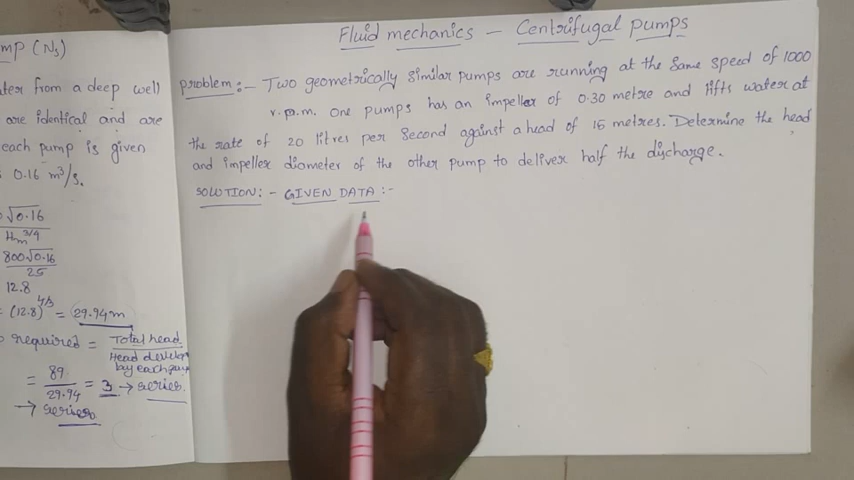 mp (Ns)
ater from a deep well
are identical and are
each pump is given
0.16 m³/s.
√0.16
Hm^3/4
800√0.16
25
12.8
= (12.8)^4/3 = 29.94m
required = Total head
Head develop
by each pu
= 89 / 29.94 = 3 → series
→ series
Fluid mechanics - Centrifugal pumps
problem:- Two geometrically similar pumps are running at the same speed of 1000
r.p.m. One pumps has an impeller of 0.30 metre and lifts water at
the rate of 20 litres per second against a head of 15 metres. Determine the head
and impeller diameter of the other pump to deliver half the discharge.
SOLUTION:- GIVEN DATA:-